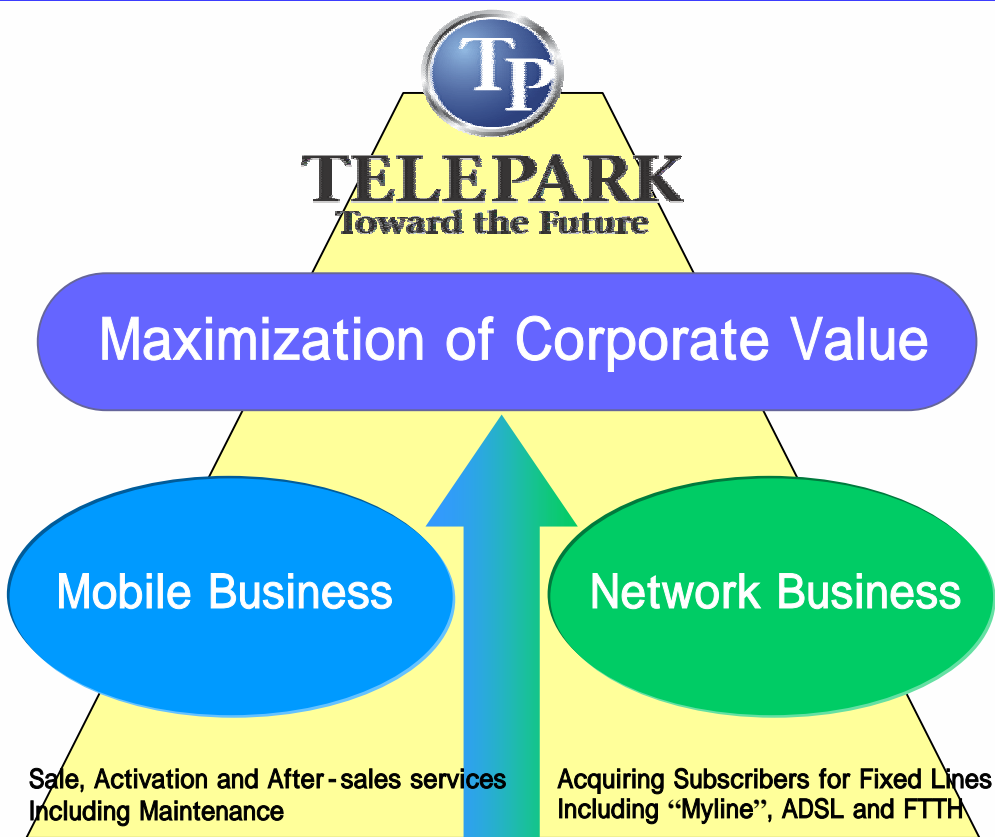 TP
TELEPARK
Toward the Future
Maximization of Corporate Value
Mobile Business
Network Business
Sale, Activation and After-sales services
Including Maintenance
Acquiring Subscribers for Fixed Lines
Including “Myline”, ADSL and FTTH